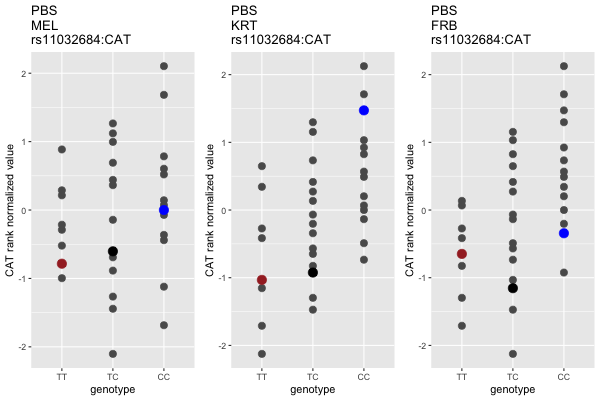 PBS
MEL
rs11032684:CAT
CAT rank normalized value
2
1
0
-1
-2
TT
TC
CC
genotype
PBS
KRT
rs11032684:CAT
CAT rank normalized value
2
1
0
-1
-2
TT
TC
CC
genotype
PBS
FRB
rs11032684:CAT
CAT rank normalized value
2
1
0
-1
-2
TT
TC
CC
genotype